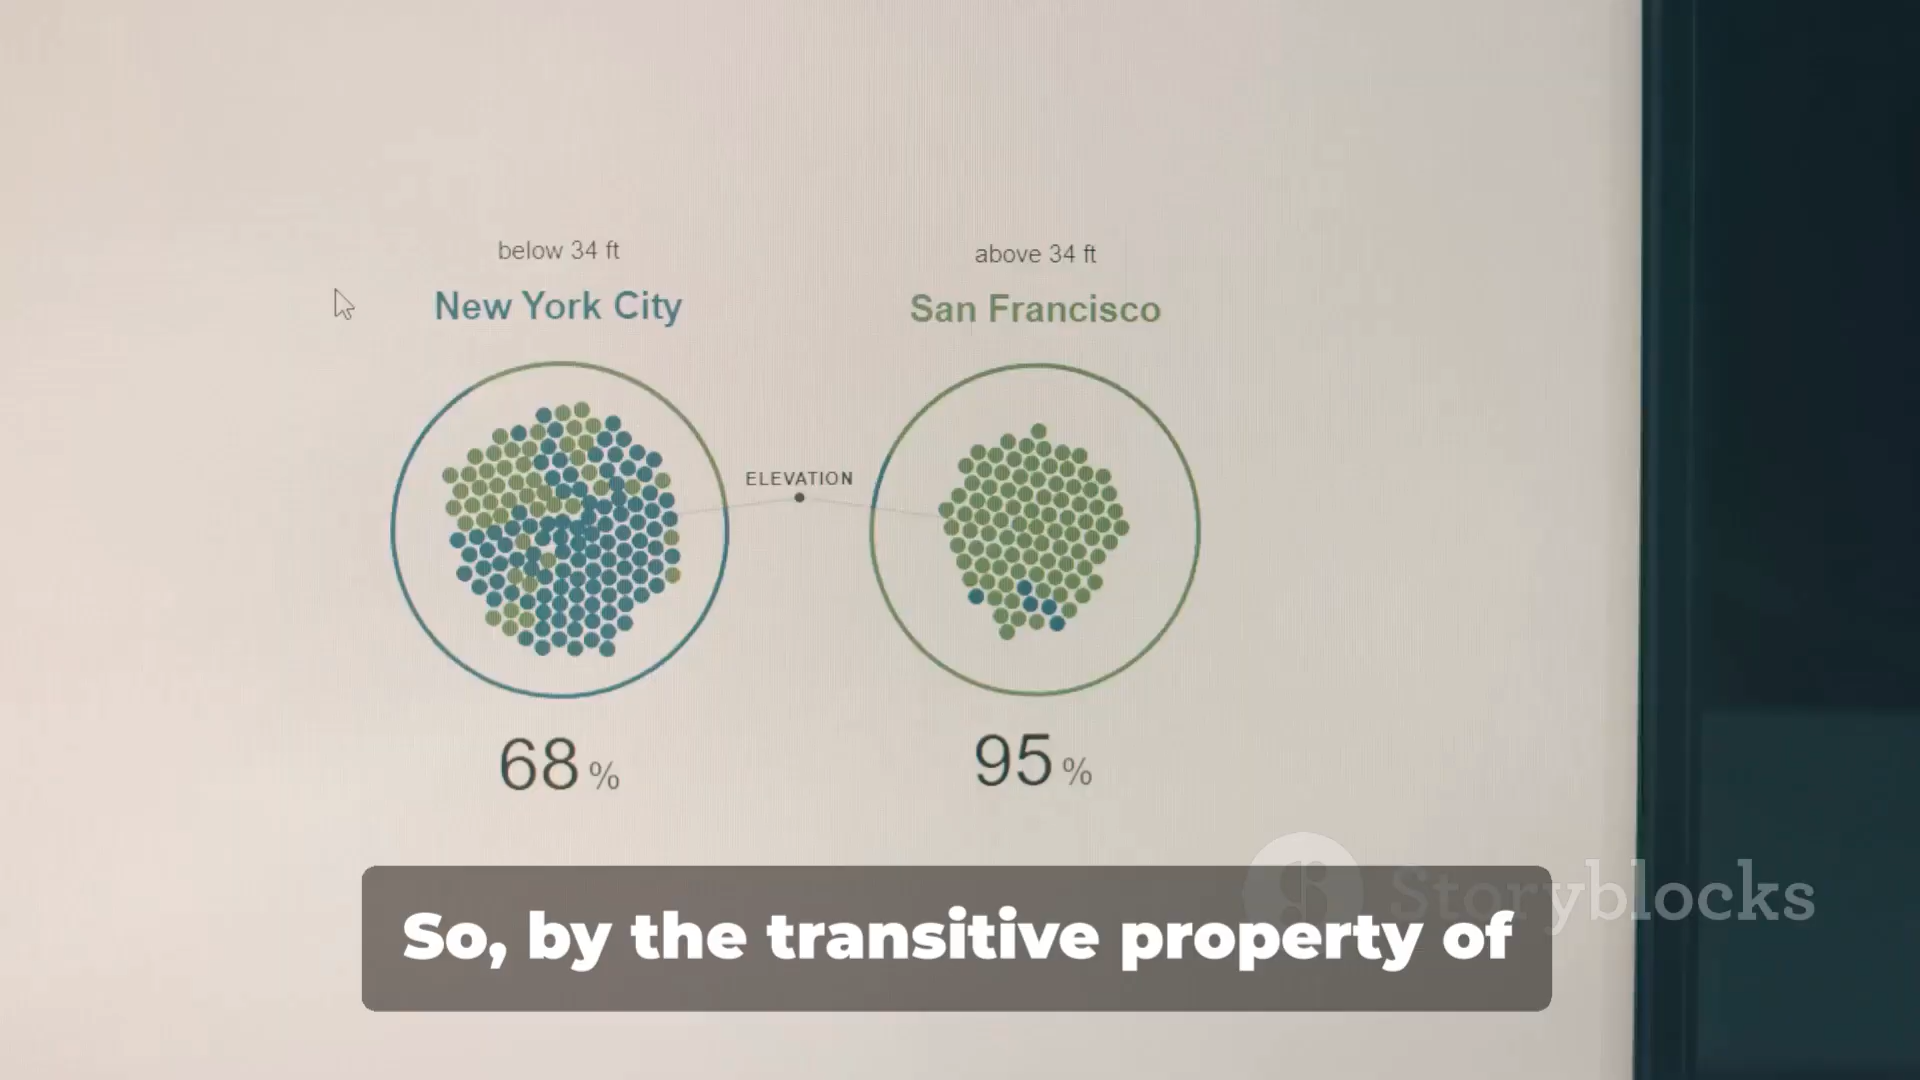 below 34 ft
New York City
above 34 ft
San Francisco
ELEVATION
68 %
95 %
Storyblocks
So, by the transitive property of